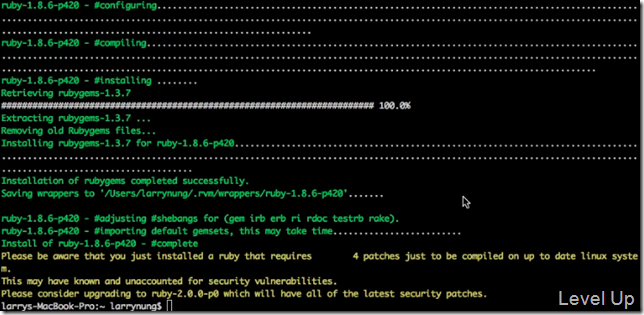 ruby-1.8.6-p420 - #configuring................................................................................................
..............................................................................................................................
...............................................................
ruby-1.8.6-p420 - #compiling..................................................................................................
..............................................................................................................................
......................................................................................................................
ruby-1.8.6-p420 - #installing ........
Retrieving rubygems-1.3.7
######################################################################## 100.0%
Extracting rubygems-1.3.7 ...
Removing old Rubygems files...
Installing rubygems-1.3.7 for ruby-1.8.6-p420.................................................................................
..............................................................................................................................
.....................................
Installation of rubygems completed successfully.
Saving wrappers to '/Users/larrynung/.rvm/wrappers/ruby-1.8.6-p420'.......
ruby-1.8.6-p420 - #adjusting #shebangs for (gem irb erb ri rdoc testrb rake).
ruby-1.8.6-p420 - #importing default gemsets, this may take time.........................
Install of ruby-1.8.6-p420 - #complete
Please be aware that you just installed a ruby that requires        4 patches just to be compiled on up to date linux syste
m.
This may have known and unaccounted for security vulnerabilities.
Please consider upgrading to ruby-2.0.0-p0 which will have all of the latest security patches.
larrys-MacBook-Pro:~ larrynung$
Level Up